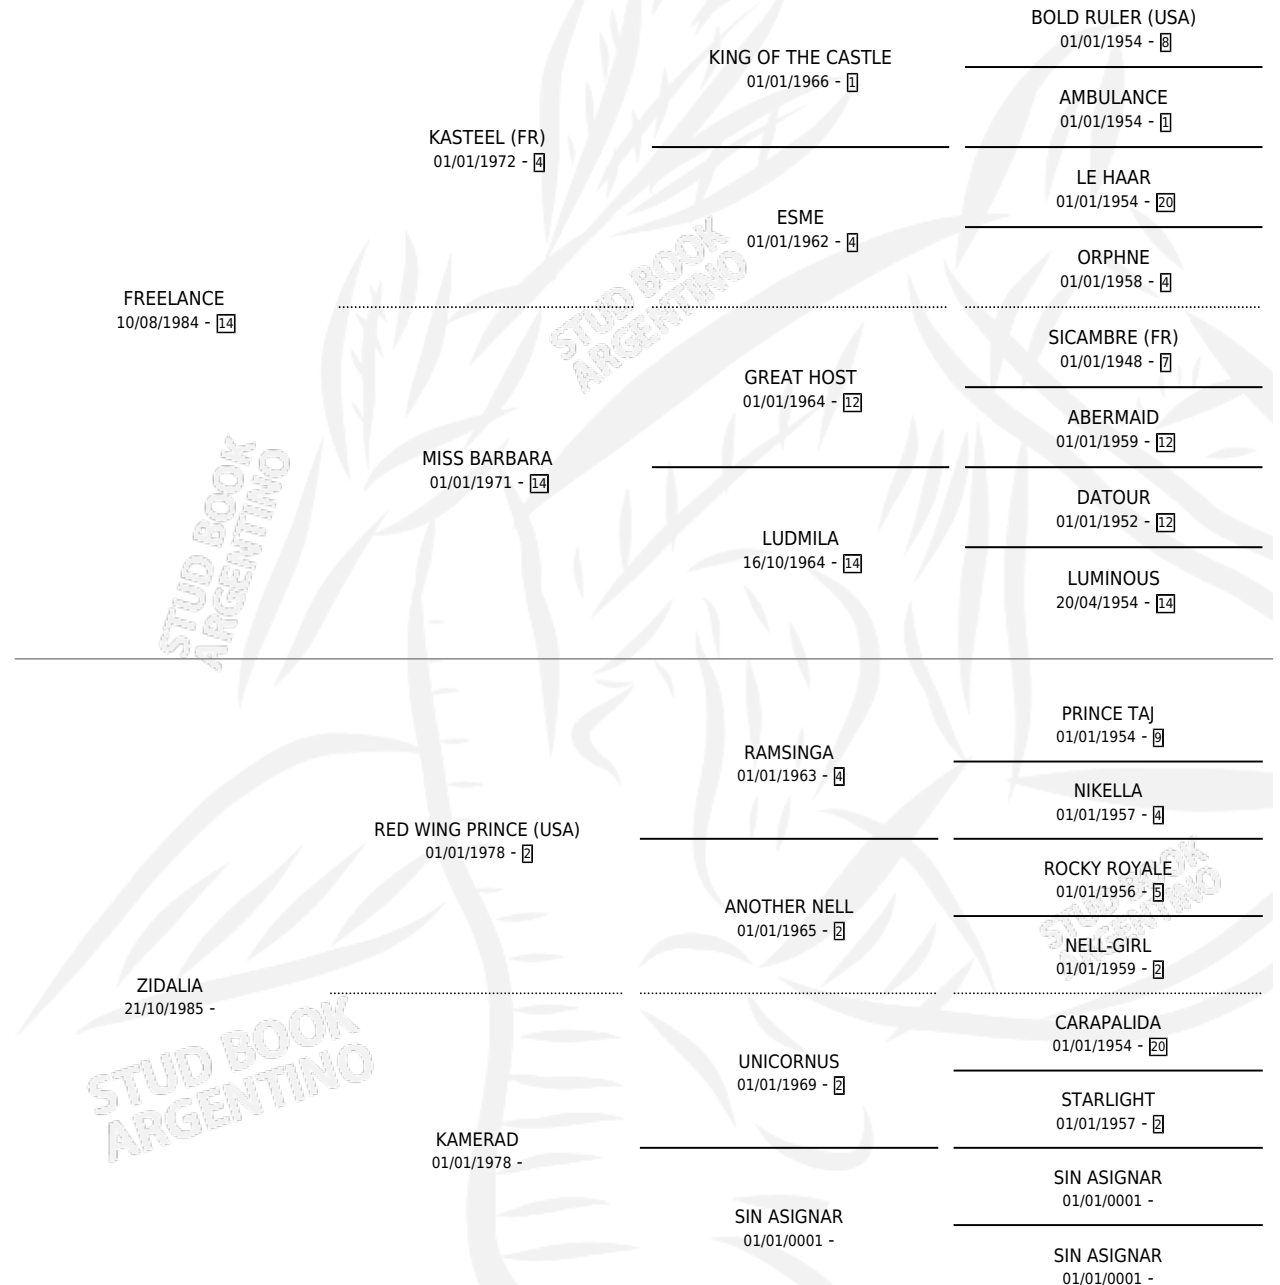 BOLD RULER (USA)
01/01/1954 - 8
KING OF THE CASTLE
01/01/1966 - 1
AMBULANCE
01/01/1954 - 1
KASTEEL (FR)
01/01/1972 - 4
LE HAAR
01/01/1954 - 20
ESME
01/01/1962 - 4
ORPHNE
01/01/1958 - 4
FREELANCE
10/08/1984 - 14
SICAMBRE (FR)
01/01/1948 - 7
GREAT HOST
01/01/1964 - 12
ABERMAID
01/01/1959 - 12
MISS BARBARA
01/01/1971 - 14
DATOUR
01/01/1952 - 12
LUDMILA
16/10/1964 - 14
LUMINOUS
20/04/1954 - 14
PRINCE TAJ
01/01/1954 - 9
RAMSINGA
01/01/1963 - 4
NIKELLA
01/01/1957 - 4
RED WING PRINCE (USA)
01/01/1978 - 2
ROCKY ROYALE
01/01/1956 - 5
ANOTHER NELL
01/01/1965 - 2
NELL-GIRL
01/01/1959 - 2
ZIDALIA
21/10/1985 -
CARAPALIDA
01/01/1954 - 20
UNICORNUS
01/01/1969 - 2
STARLIGHT
01/01/1957 - 2
KAMERAD
01/01/1978 -
SIN ASIGNAR
01/01/0001 -
SIN ASIGNAR
01/01/0001 -
SIN ASIGNAR
01/01/0001 -
STUD BOOK
ARGENTINO
STUD BOOK
ARGENTINO
STUD BOOK
ARGENTINO
STUD BOOK
ARGENTINO